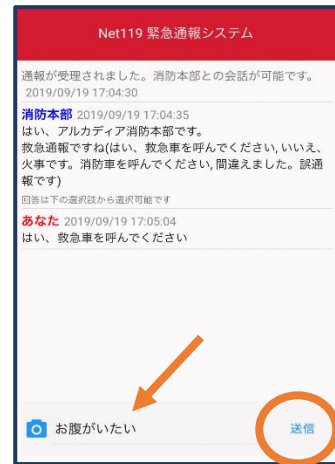 Net119 緊急通報システム
通報が受理されました。消防本部との会話が可能です。
2019/09/19 17:04:30
消防本部 2019/09/19 17:04:35
はい、アルカディア消防本部です。
救急通報ですね(はい、救急車を呼んでください, いいえ、
火事です。消防車を呼んでください, 間違えました。誤通
報です)
回答は下の選択肢から選択可能です
あなた 2019/09/19 17:05:04
はい、救急車を呼んでください
お腹がいたい
送信